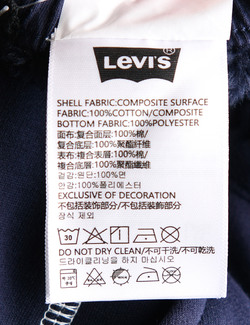 LEVI'S®
SHELL FABRIC:COMPOSITE SURFACE
FABRIC:100%COTTON/COMPOSITE
BOTTOM FABRIC:100%POLYESTER
面布:复合面层:100%棉/
复合底层:100%聚酯纤维
表布:複合表層:100%棉/
複合底層:100%聚酯纖維
겉감:원단:100%면
안감:100%폴리에스터
EXCLUSIVE OF DECORATION
不包括装饰部分/不包括裝飾部分/
장식 제외
30
DO NOT DRY CLEAN/不可干洗/不可乾洗
드라이클리닝을 하지 마십시오